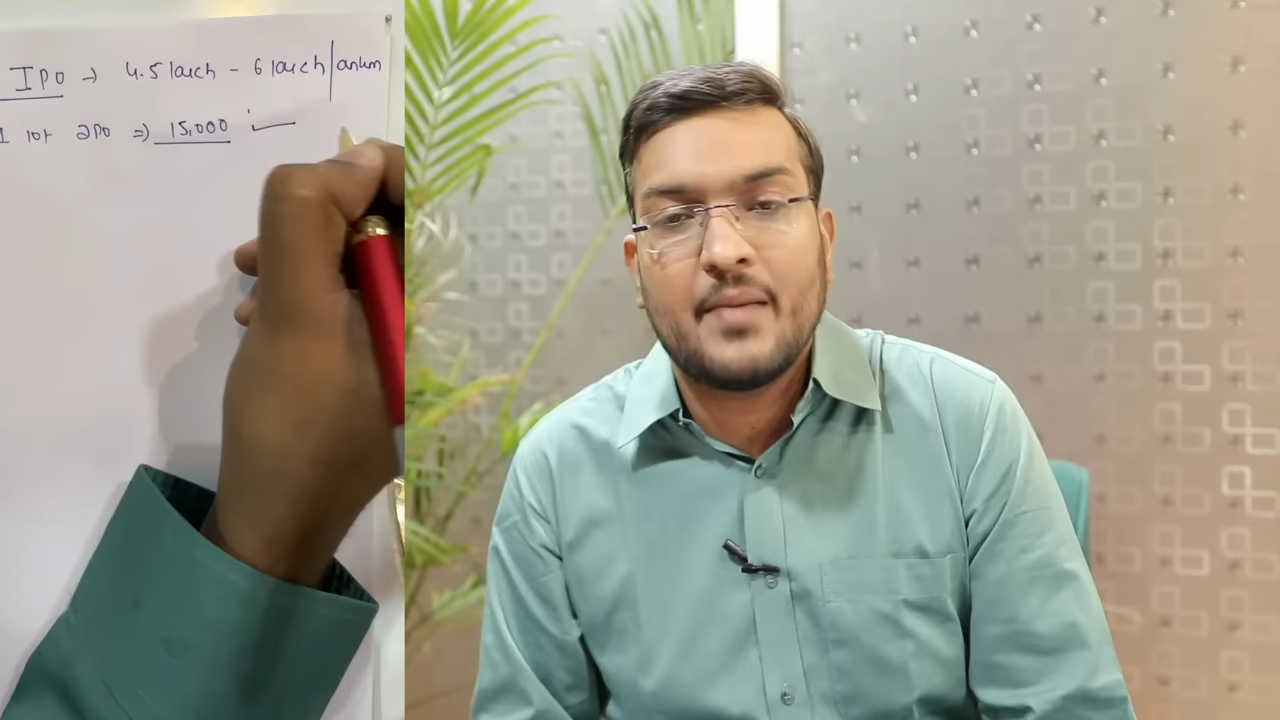 IPO → 4.5 lakh - 6 lakh/annum
1 lot IPO ⇒ 15,000 ✓